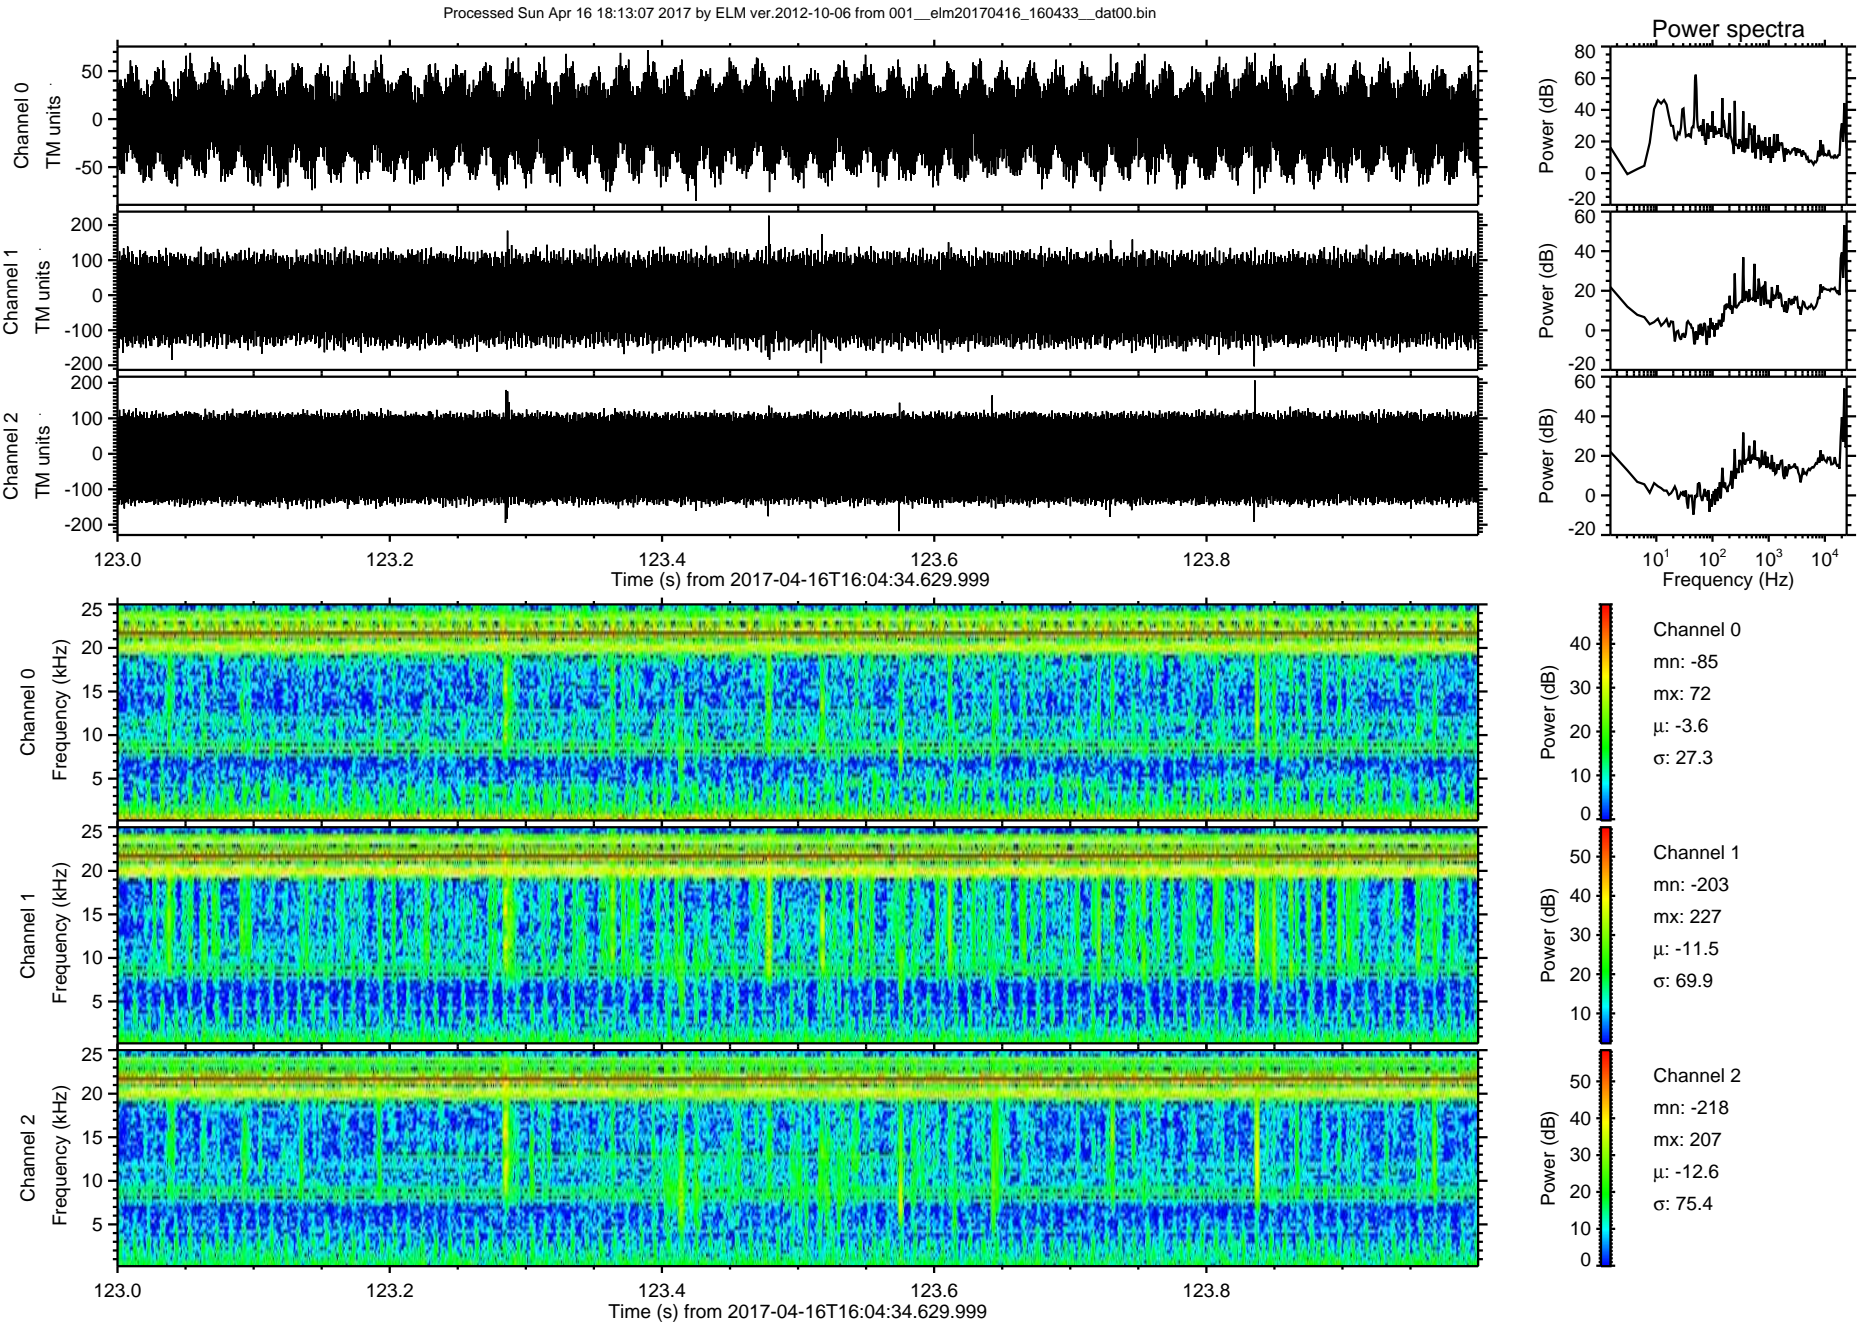 Processed Sun Apr 16 18:13:07 2017 by ELM ver.2012-10-06 from 001__elm20170416_160433__dat00.bin
Power spectra
Channel 0
TM units
50
0
-50
Power (dB)
80
60
40
20
0
-20
Channel 1
TM units
200
100
0
-100
-200
Power (dB)
60
40
20
0
-20
Channel 2
TM units
200
100
0
-100
-200
Power (dB)
60
40
20
0
-20
123.0 123.2 123.4 123.6 123.8
Time (s) from 2017-04-16T16:04:34.629.999
10^1 10^2 10^3 10^4
Frequency (Hz)
Channel 0
Frequency (kHz)
25
20
15
10
5
Power (dB)
40
30
20
10
0
Channel 0
mn: -85
mx: 72
μ: -3.6
σ: 27.3
Channel 1
Frequency (kHz)
25
20
15
10
5
Power (dB)
50
40
30
20
10
Channel 1
mn: -203
mx: 227
μ: -11.5
σ: 69.9
Channel 2
Frequency (kHz)
25
20
15
10
5
Power (dB)
50
40
30
20
10
0
Channel 2
mn: -218
mx: 207
μ: -12.6
σ: 75.4
123.0 123.2 123.4 123.6 123.8
Time (s) from 2017-04-16T16:04:34.629.999